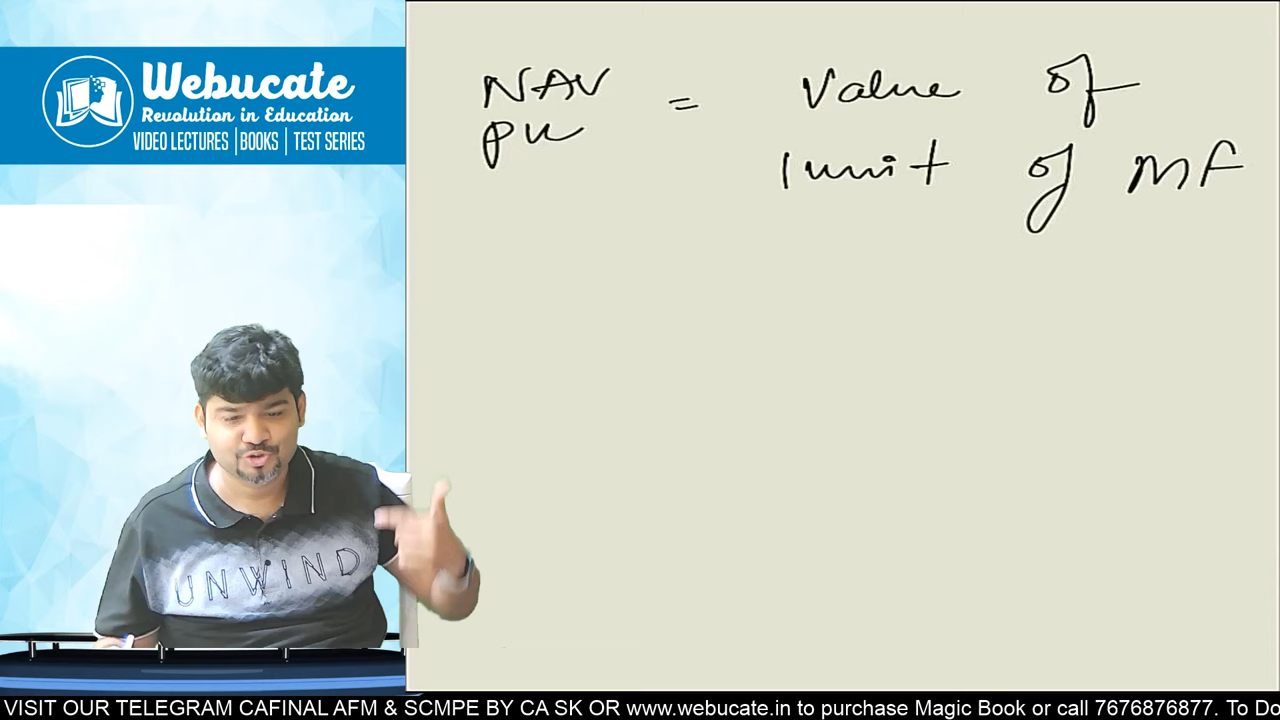 Webucate
Revolution in Education
VIDEO LECTURES | BOOKS | TEST SERIES
NAV
PU
=
Value of
1 unit of MF
UNWIND
VISIT OUR TELEGRAM CAFINAL AFM & SCMPE BY CA SK OR www.webucate.in to purchase Magic Book or call 7676876877. To Do